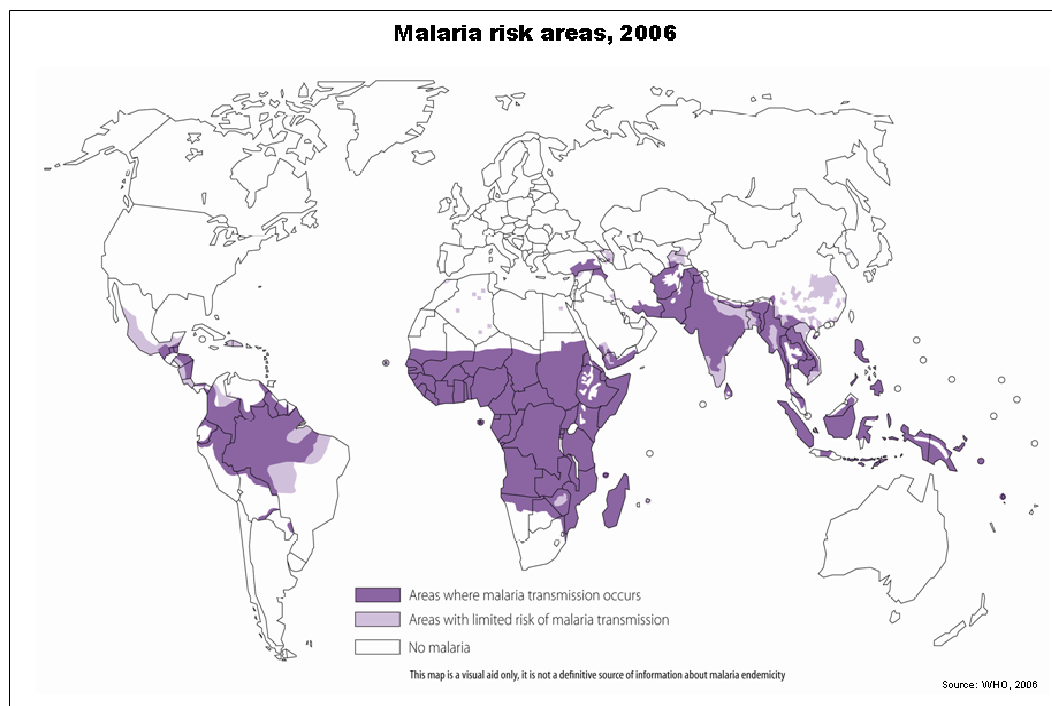 Malaria risk areas, 2006
Areas where malaria transmission occurs
Areas with limited risk of malaria transmission
No malaria
This map is a visual aid only, it is not a definitive source of information about malaria endemicity
Source: WHO, 2006